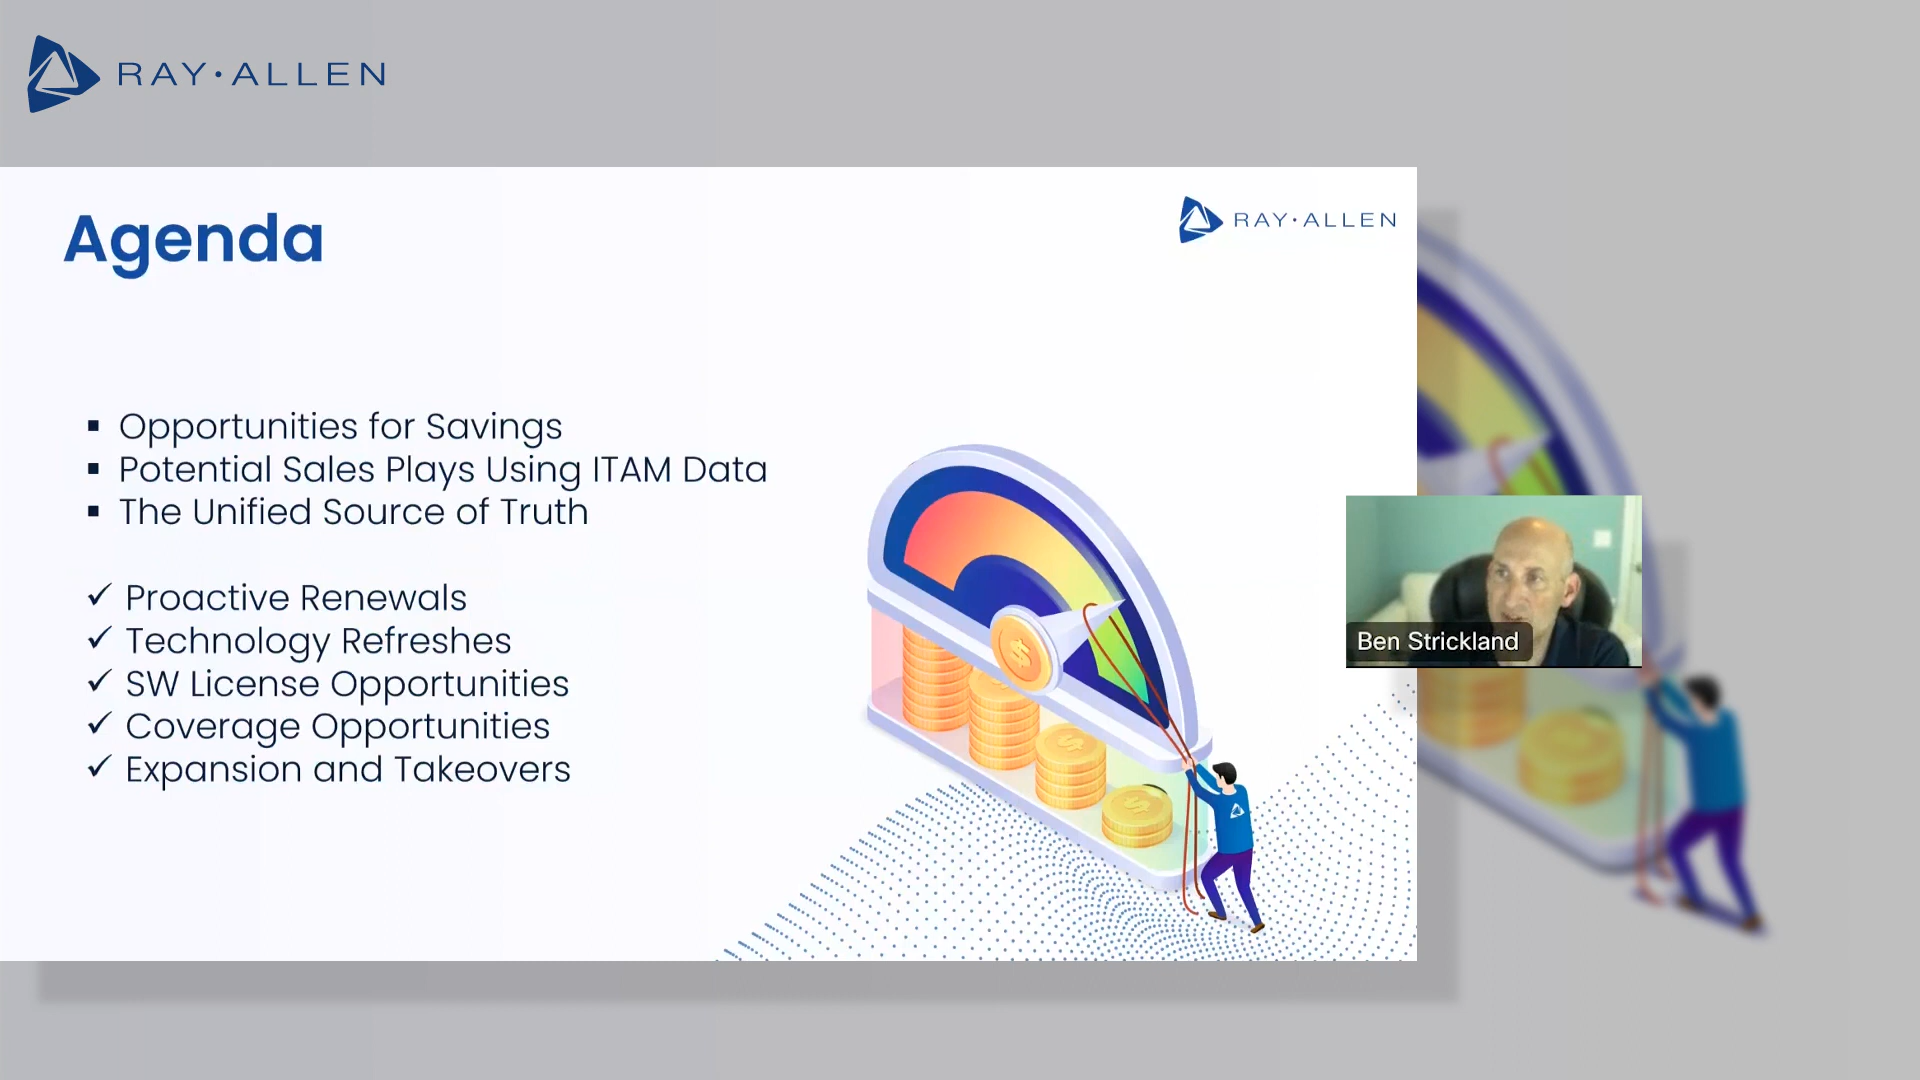 RAY·ALLEN
Agenda
RAY·ALLEN
▪ Opportunities for Savings
▪ Potential Sales Plays Using ITAM Data
▪ The Unified Source of Truth
✓ Proactive Renewals
✓ Technology Refreshes
✓ SW License Opportunities
✓ Coverage Opportunities
✓ Expansion and Takeovers
Ben Strickland